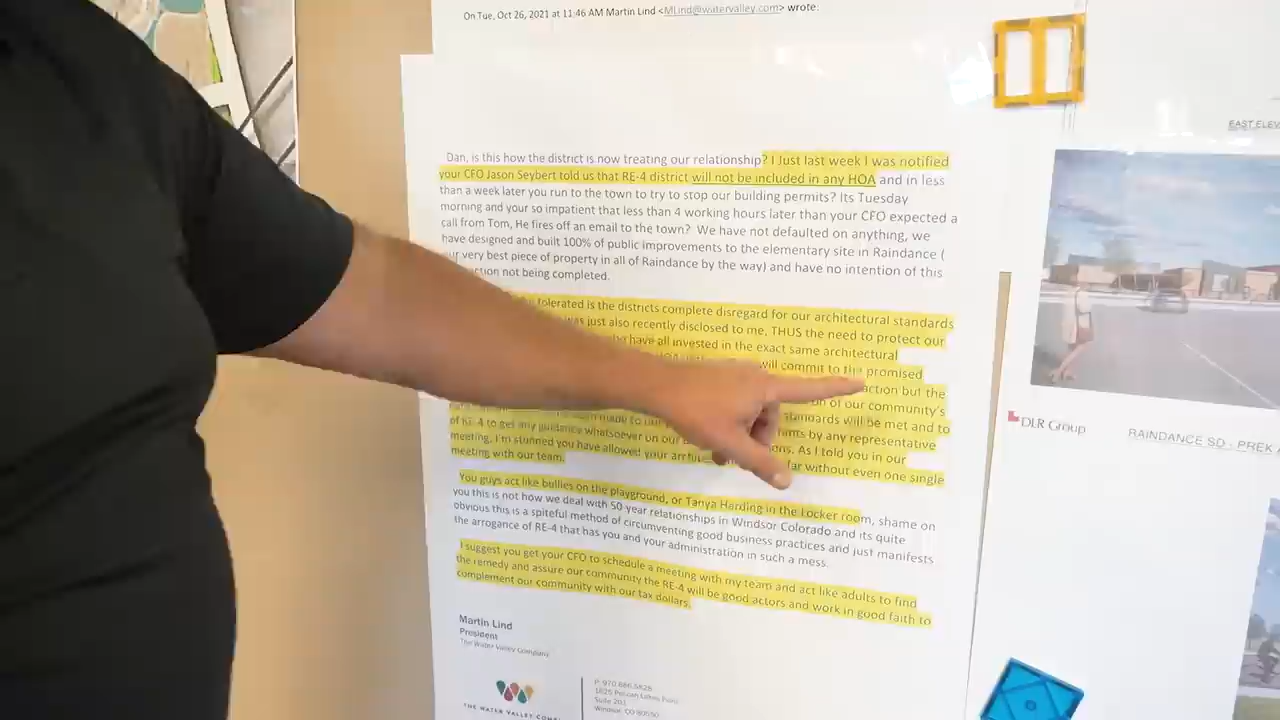 On Tue, Oct 26, 2021 at 11:46 AM Martin Lind <MLind@watervalley.com> wrote:
Dan, is this how the district is now treating our relationship? I Just last week I was notified
your CFO Jason Seybert told us that RE-4 district will not be included in any HOA and in less
than a week later you run to the town to try to stop our building permits? Its Tuesday
morning and your so impatient that less than 4 working hours later than your CFO expected a
call from Tom, He fires off an email to the town? We have not defaulted on anything, we
have designed and built 100% of public improvements to the elementary site in Raindance (
our very best piece of property in all of Raindance by the way) and have no intention of this
not being completed.
tolerated is the districts complete disregard for our architectural standards
was just also recently disclosed to me, THUS the need to protect our
have all invested in the exact same architectural
will commit to the promised
action but the
of our community's
standards will be met and to
of RE-4 to get any guidance whatsoever on our by any representative
As I told you in our
meeting, I'm stunned you have allowed your far without even one single
meeting with our team.
You guys act like bullies on the playground, or Tanya Harding in the Locker room, shame on
you this is not how we deal with 50 year relationships in Windsor Colorado and its quite
obvious this is a spiteful method of circumventing good business practices and just manifests
the arrogance of RE-4 that has you and your administration in such a mess.
I suggest you get your CFO to schedule a meeting with my team and act like adults to find
the remedy and assure our community the RE-4 will be good actors and work in good faith to
complement our community with our tax dollars.
Martin Lind
President
The Water Valley Company
THE WATER VALLEY
Suite 201
Windsor, CO 80550
EAST ELEV
DLR Group
RAINDANCE SD - PREK